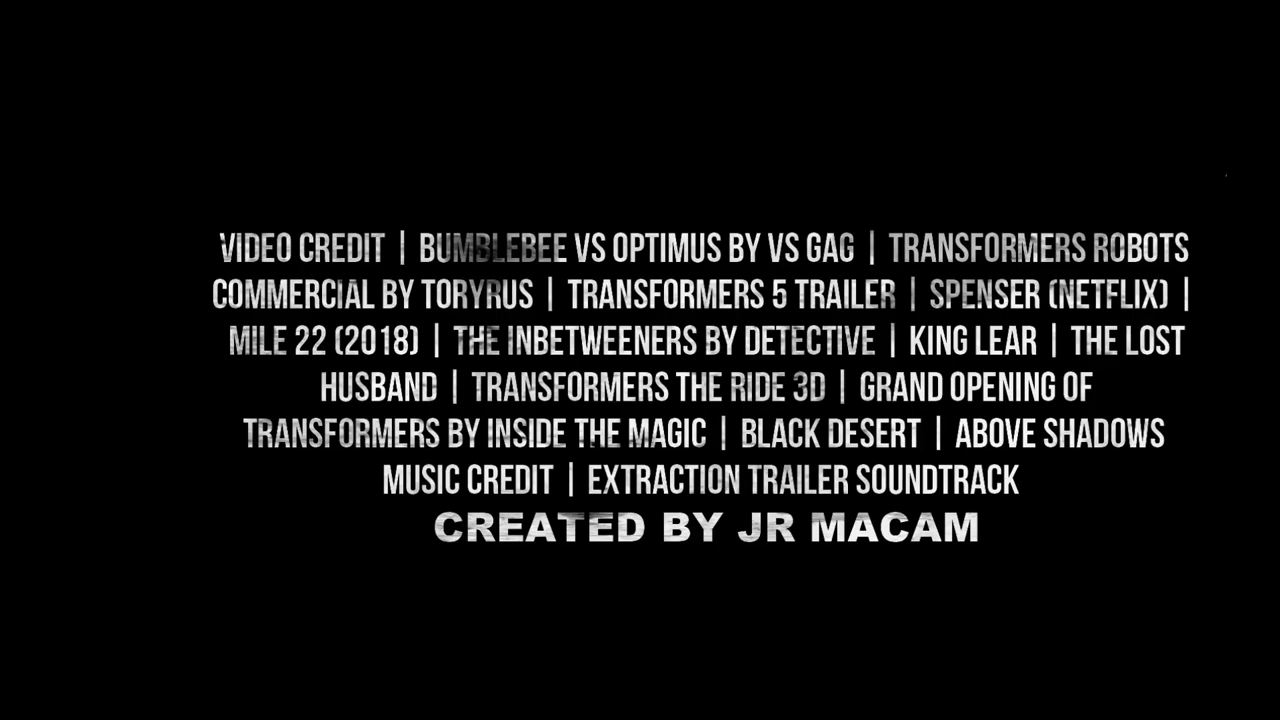 VIDEO CREDIT | BUMBLEBEE VS OPTIMUS BY VS GAG | TRANSFORMERS ROBOTS
COMMERCIAL BY TORYRUS | TRANSFORMERS 5 TRAILER | SPENSER (NETFLIX) |
MILE 22 (2018) | THE INBETWEENERS BY DETECTIVE | KING LEAR | THE LOST
HUSBAND | TRANSFORMERS THE RIDE 3D | GRAND OPENING OF
TRANSFORMERS BY INSIDE THE MAGIC | BLACK DESERT | ABOVE SHADOWS
MUSIC CREDIT | EXTRACTION TRAILER SOUNDTRACK
CREATED BY JR MACAM